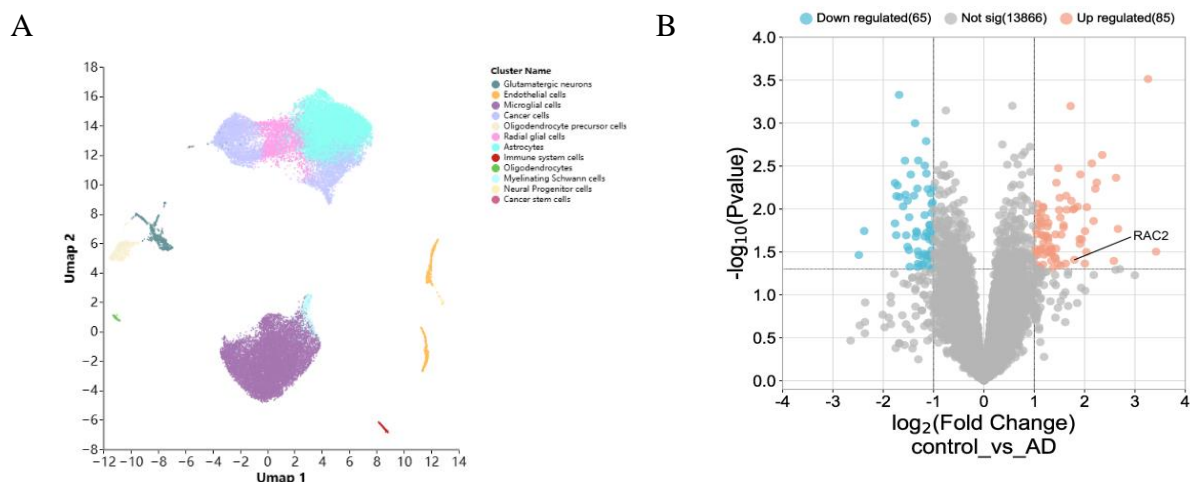 A
18
16
14
12
10
8
6
4
2
0
−2
−4
−6
−8
Umap 2
−12 −10 −8 −6 −4 −2 0 2 4 6 8 10 12 14
Umap 1
Cluster Name
Glutamatergic neurons
Endothelial cells
Microglial cells
Cancer cells
Oligodendrocyte precursor cells
Radial glial cells
Astrocytes
Immune system cells
Oligodendrocytes
Myelinating Schwann cells
Neural Progenitor cells
Cancer stem cells
B
Down regulated(65) Not sig(13866) Up regulated(85)
4.0
3.5
3.0
2.5
2.0
1.5
1.0
0.5
0.0
-log10(Pvalue)
RAC2
-4 -3 -2 -1 0 1 2 3 4
log2(Fold Change)
control_vs_AD